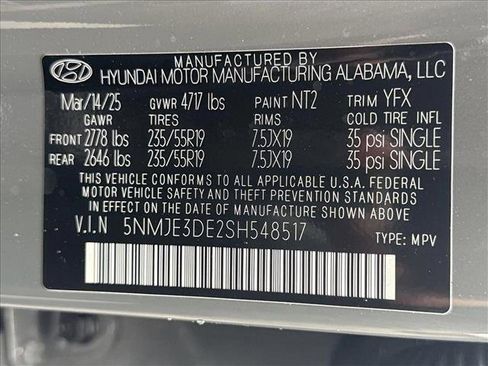 MANUFACTURED BY
HYUNDAI MOTOR MANUFACTURING ALABAMA, LLC
Mar/14/25 GVWR 4717 lbs PAINT NT2 TRIM YFX
GAWR TIRES RIMS COLD TIRE INFL
FRONT 2778 lbs 235/55R19 7.5JX19 35 psi SINGLE
REAR 2646 lbs 235/55R19 7.5JX19 35 psi SINGLE
THIS VEHICLE CONFORMS TO ALL APPLICABLE U.S.A. FEDERAL
MOTOR VEHICLE SAFETY AND THEFT PREVENTION STANDARDS
IN EFFECT ON THE DATE OF MANUFACTURE SHOWN ABOVE.
V.I.N 5NMJE3DE2SH548517 TYPE: MPV